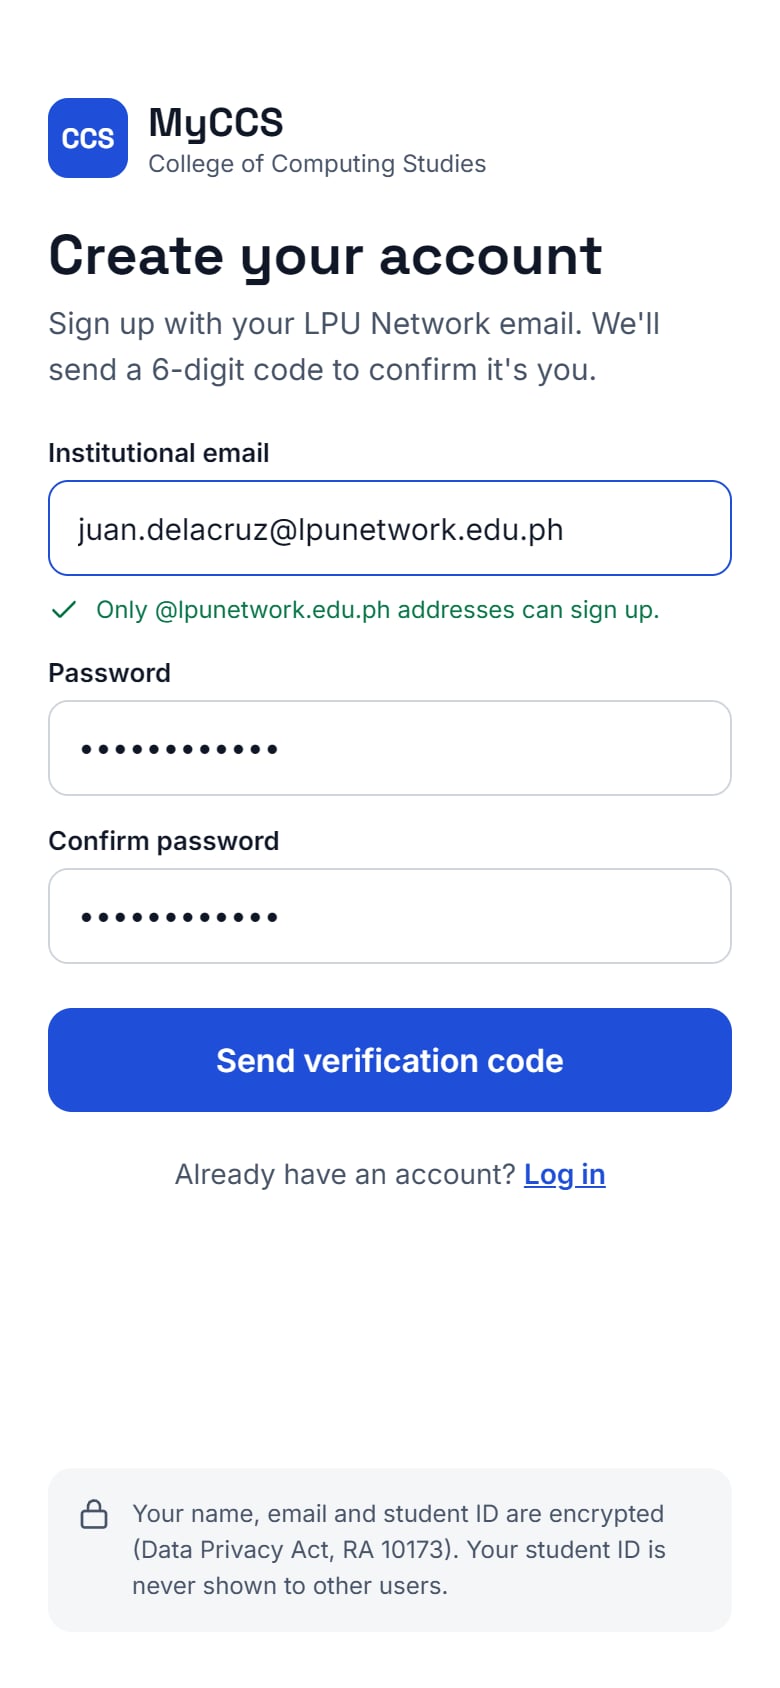 CCS
MyCCS
College of Computing Studies
Create your account
Sign up with your LPU Network email. We'll
send a 6-digit code to confirm it's you.
Institutional email
juan.delacruz@lpunetwork.edu.ph
Only @lpunetwork.edu.ph addresses can sign up.
Password
••••••••••••
Confirm password
••••••••••••
Send verification code
Already have an account? Log in
Your name, email and student ID are encrypted
(Data Privacy Act, RA 10173). Your student ID is
never shown to other users.